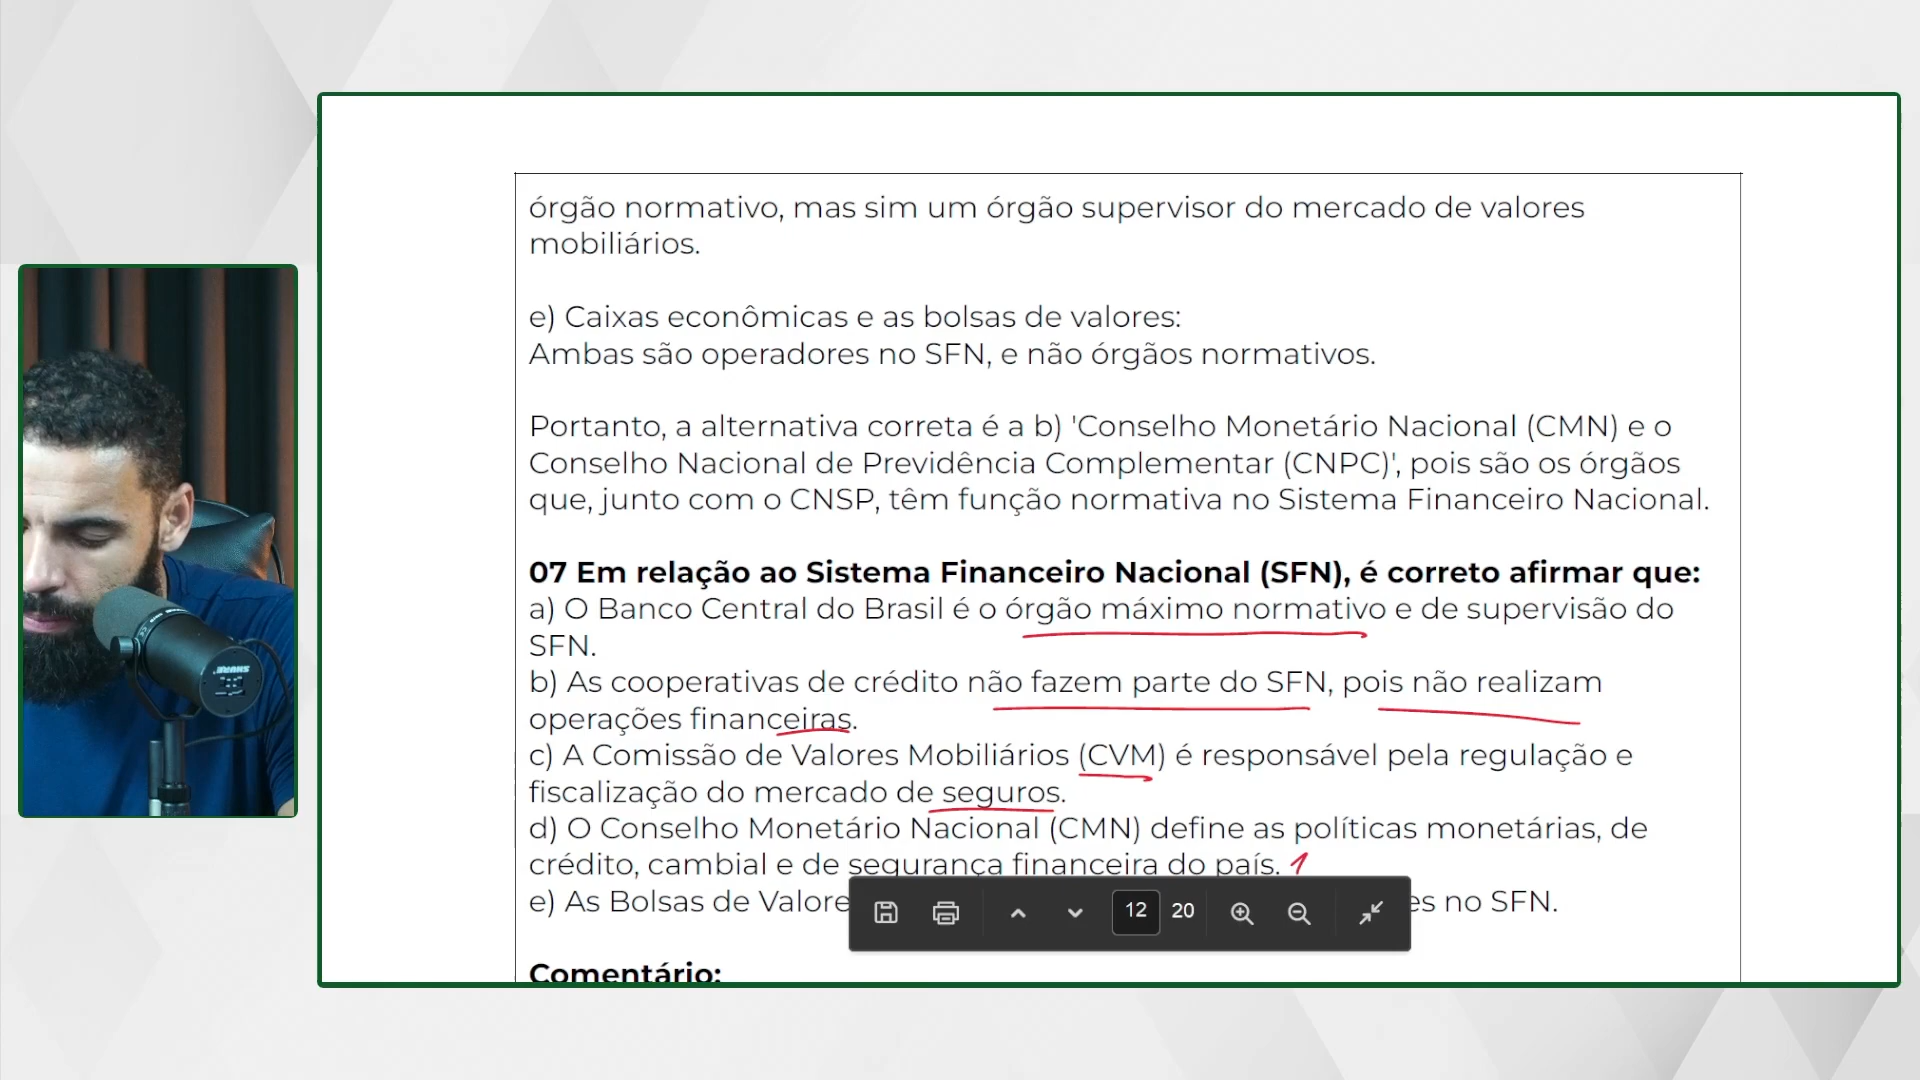 órgão normativo, mas sim um órgão supervisor do mercado de valores
mobiliários.
e) Caixas econômicas e as bolsas de valores:
Ambas são operadores no SFN, e não órgãos normativos.
Portanto, a alternativa correta é a b) 'Conselho Monetário Nacional (CMN) e o
Conselho Nacional de Previdência Complementar (CNPC)', pois são os órgãos
que, junto com o CNSP, têm função normativa no Sistema Financeiro Nacional.
07 Em relação ao Sistema Financeiro Nacional (SFN), é correto afirmar que:
a) O Banco Central do Brasil é o órgão máximo normativo e de supervisão do
SFN.
b) As cooperativas de crédito não fazem parte do SFN, pois não realizam
operações financeiras.
c) A Comissão de Valores Mobiliários (CVM) é responsável pela regulação e
fiscalização do mercado de seguros.
d) O Conselho Monetário Nacional (CMN) define as políticas monetárias, de
crédito, cambial e de segurança financeira do país.
e) As Bolsas de Valore es no SFN.
12 20
Comentário:
SHURE